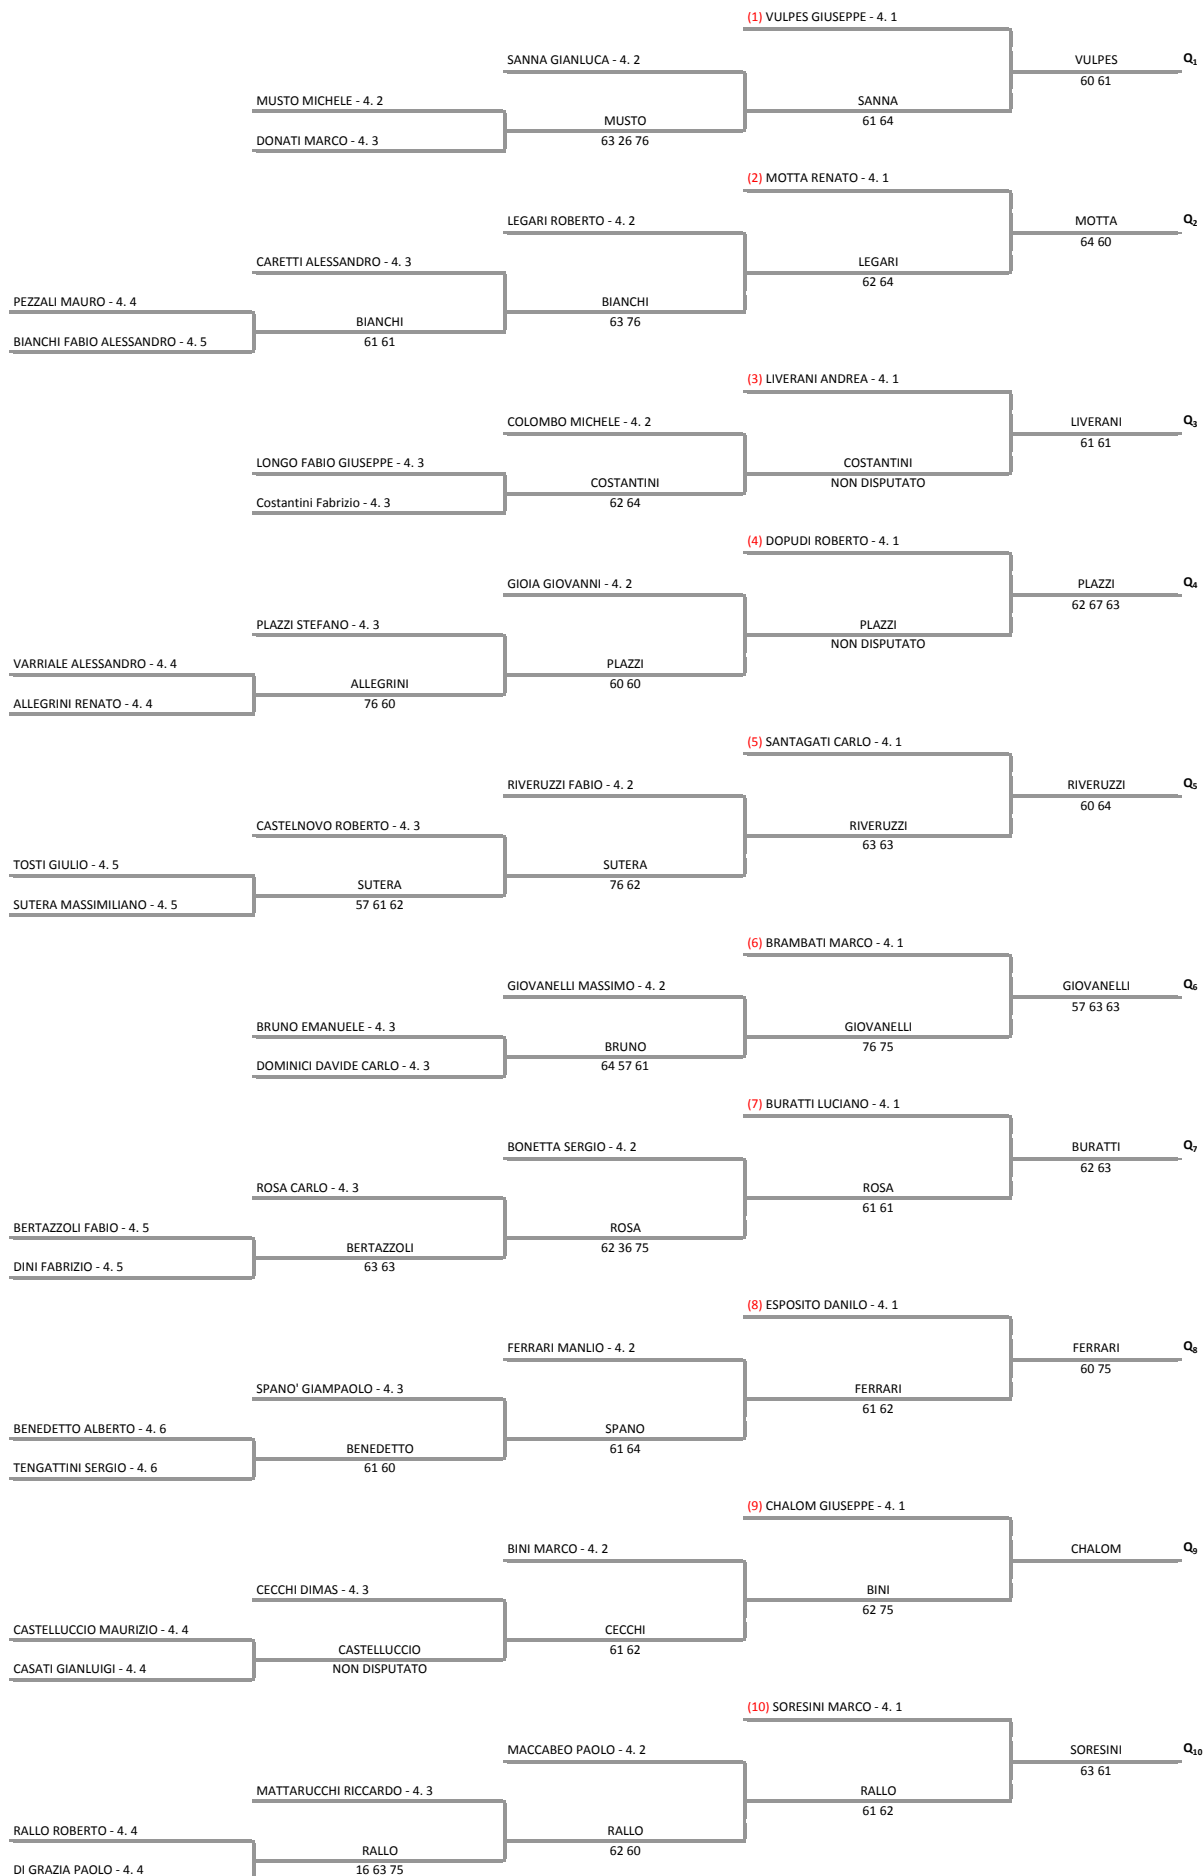 (1) VULPES GIUSEPPE - 4. 1
SANNA GIANLUCA - 4. 2
VULPES
Q1
60 61
MUSTO MICHELE - 4. 2
SANNA
MUSTO
61 64
DONATI MARCO - 4. 3
63 26 76
(2) MOTTA RENATO - 4. 1
LEGARI ROBERTO - 4. 2
MOTTA
Q2
64 60
CARETTI ALESSANDRO - 4. 3
LEGARI
62 64
PEZZALI MAURO - 4. 4
BIANCHI
BIANCHI
63 76
BIANCHI FABIO ALESSANDRO - 4. 5
61 61
(3) LIVERANI ANDREA - 4. 1
COLOMBO MICHELE - 4. 2
LIVERANI
Q3
61 61
LONGO FABIO GIUSEPPE - 4. 3
COSTANTINI
COSTANTINI
NON DISPUTATO
Costantini Fabrizio - 4. 3
62 64
(4) DOPUDI ROBERTO - 4. 1
GIOIA GIOVANNI - 4. 2
PLAZZI
Q4
62 67 63
PLAZZI STEFANO - 4. 3
PLAZZI
NON DISPUTATO
VARRIALE ALESSANDRO - 4. 4
PLAZZI
ALLEGRINI
60 60
ALLEGRINI RENATO - 4. 4
76 60
(5) SANTAGATI CARLO - 4. 1
RIVERUZZI FABIO - 4. 2
RIVERUZZI
Q5
60 64
CASTELNOVO ROBERTO - 4. 3
RIVERUZZI
63 63
TOSTI GIULIO - 4. 5
SUTERA
SUTERA
76 62
SUTERA MASSIMILIANO - 4. 5
57 61 62
(6) BRAMBATI MARCO - 4. 1
GIOVANELLI MASSIMO - 4. 2
GIOVANELLI
Q6
57 63 63
BRUNO EMANUELE - 4. 3
GIOVANELLI
BRUNO
76 75
DOMINICI DAVIDE CARLO - 4. 3
64 57 61
(7) BURATTI LUCIANO - 4. 1
BONETTA SERGIO - 4. 2
BURATTI
Q7
62 63
ROSA CARLO - 4. 3
ROSA
61 61
BERTAZZOLI FABIO - 4. 5
ROSA
BERTAZZOLI
62 36 75
DINI FABRIZIO - 4. 5
63 63
(8) ESPOSITO DANILO - 4. 1
FERRARI MANLIO - 4. 2
FERRARI
Q8
60 75
SPANO' GIAMPAOLO - 4. 3
FERRARI
61 62
BENEDETTO ALBERTO - 4. 6
SPANO
BENEDETTO
61 64
TENGATTINI SERGIO - 4. 6
61 60
(9) CHALOM GIUSEPPE - 4. 1
BINI MARCO - 4. 2
CHALOM
Q9
CECCHI DIMAS - 4. 3
BINI
62 75
CASTELLUCCIO MAURIZIO - 4. 4
CECCHI
CASTELLUCCIO
61 62
CASATI GIANLUIGI - 4. 4
NON DISPUTATO
(10) SORESINI MARCO - 4. 1
MACCABEO PAOLO - 4. 2
SORESINI
Q10
63 61
MATTARUCCHI RICCARDO - 4. 3
RALLO
61 62
RALLO ROBERTO - 4. 4
RALLO
RALLO
62 60
DI GRAZIA PAOLO - 4. 4
16 63 75